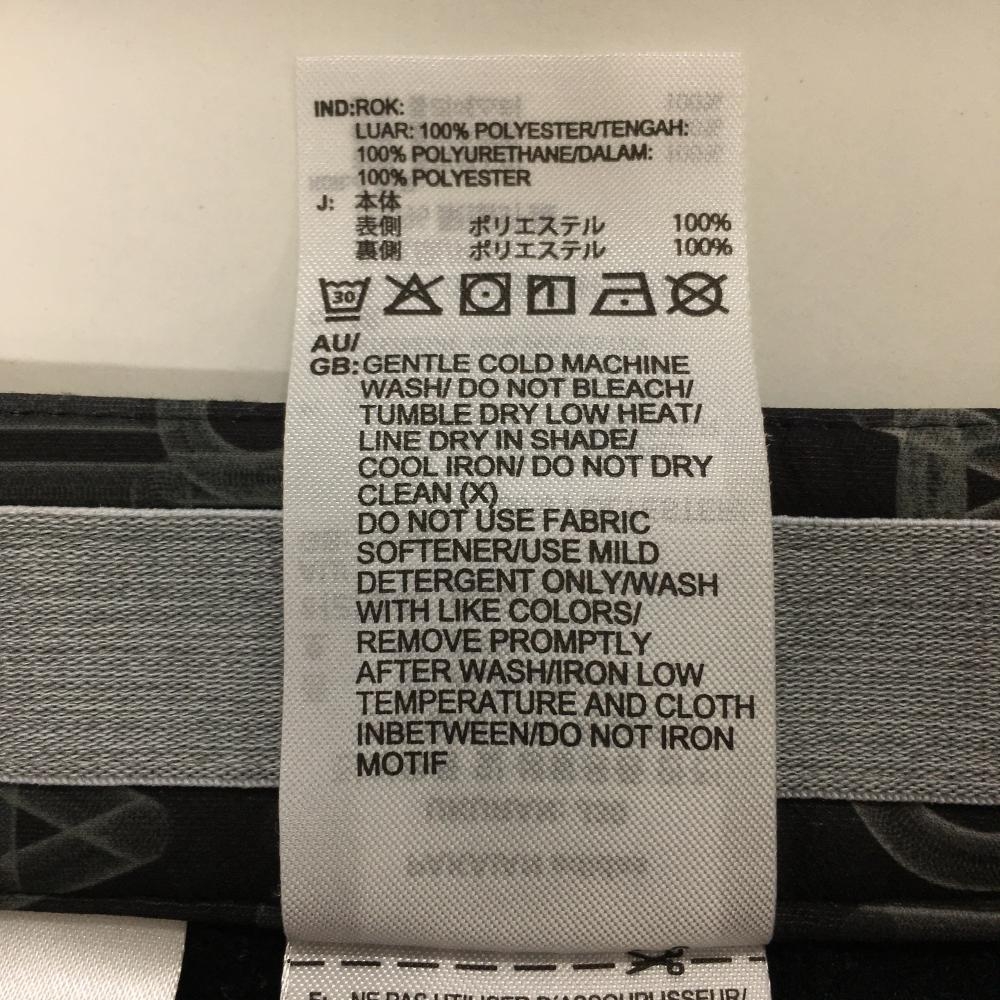 IND:ROK:
LUAR: 100% POLYESTER/TENGAH:
100% POLYURETHANE/DALAM:
100% POLYESTER
J: 本体
表側 ポリエステル 100%
裏側 ポリエステル 100%
30
AU/
GB:GENTLE COLD MACHINE
WASH/ DO NOT BLEACH/
TUMBLE DRY LOW HEAT/
LINE DRY IN SHADE/
COOL IRON/ DO NOT DRY
CLEAN (X)
DO NOT USE FABRIC
SOFTENER/USE MILD
DETERGENT ONLY/WASH
WITH LIKE COLORS/
REMOVE PROMPTLY
AFTER WASH/IRON LOW
TEMPERATURE AND CLOTH
INBETWEEN/DO NOT IRON
MOTIF
F: NE PAS UTILISER D'ASSOUPLISSEUR/